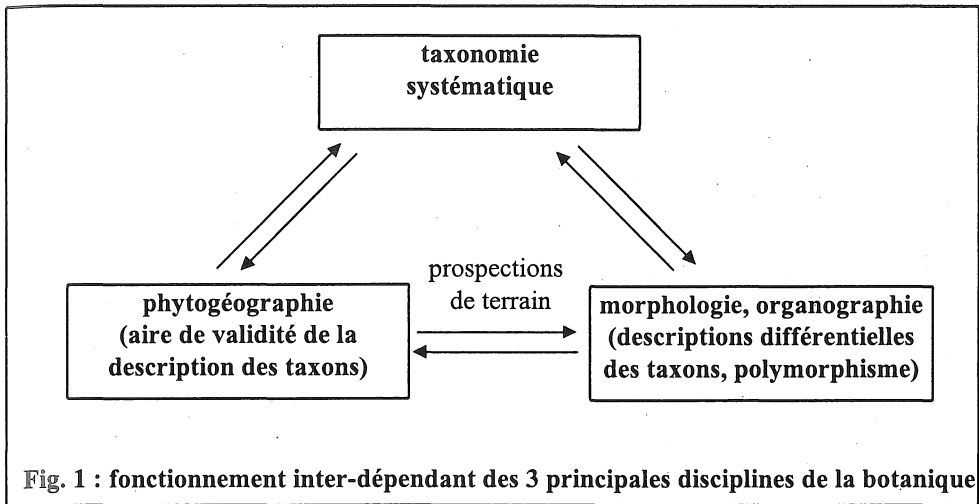 taxonomie
systématique
prospections
de terrain
phytogéographie
(aire de validité de la
description des taxons)
morphologie, organographie
(descriptions différentielles
des taxons, polymorphisme)
Fig. 1 : fonctionnement inter-dépendant des 3 principales disciplines de la botanique